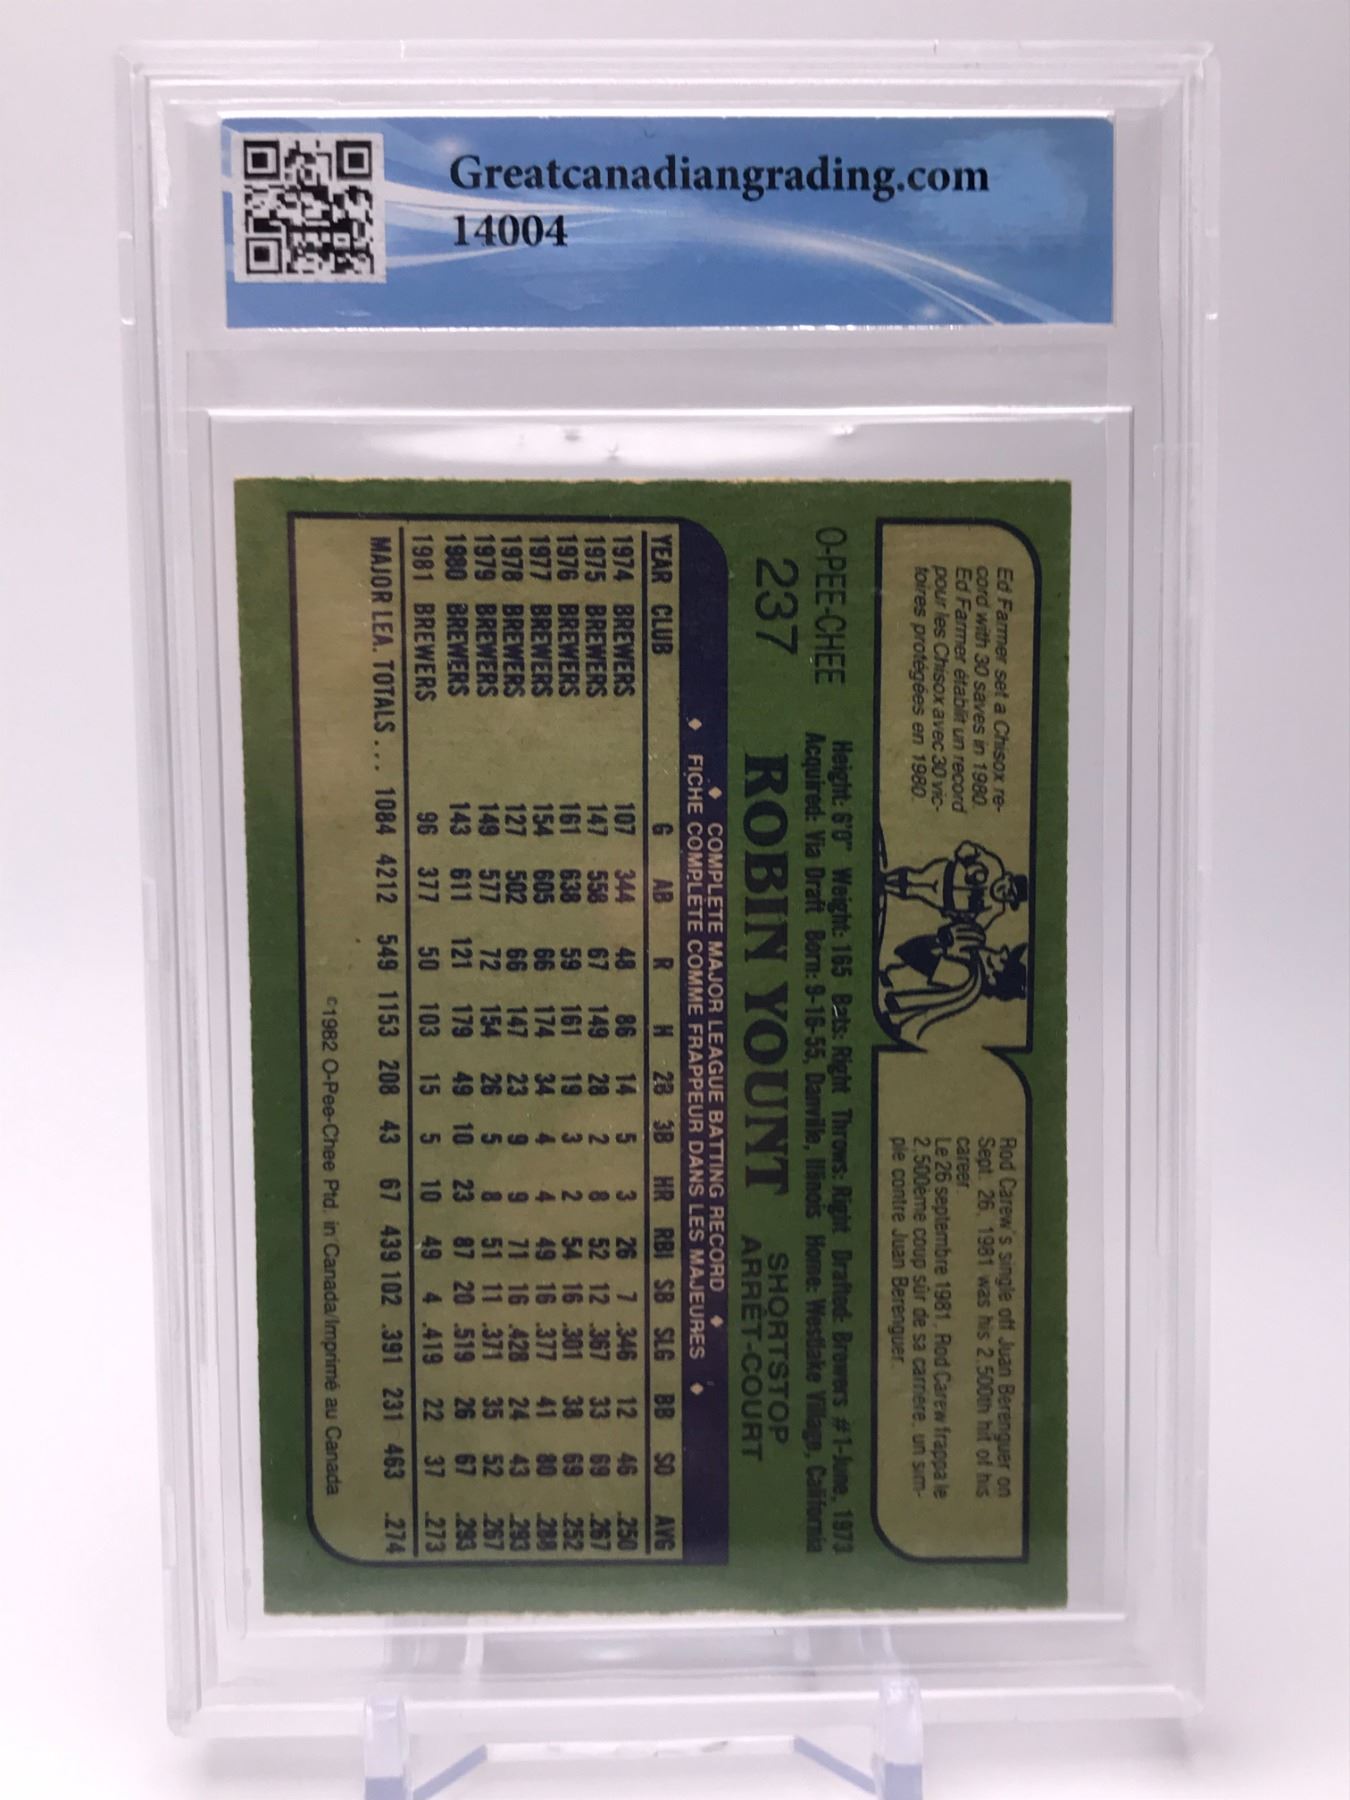 Greatcanadiangrading.com
14004
Ed Farmer set a Chisox re-
cord with 30 saves in 1980.
Ed Farmer établit un record
pour les Chisox avec 30 vic-
toires protégées en 1980.
Rod Carew's single off Juan Berenguer on
Sept. 26, 1981 was his 2,500th hit of his
career.
Le 26 septembre 1981, Rod Carew frappa le
2,500ème coup sûr de sa carrière, un sim-
ple contre Juan Berenguer.
O-PEE-CHEE
237
Height: 6'0" Weight: 165 Bats: Right Throws: Right Drafted: Brewers #1-June, 1973
Acquired: Via Draft Born: 9-16-55, Danville, Illinois Home: Westlake Village, California
ROBIN YOUNT SHORTSTOP
ARRÊT-COURT
♦ COMPLETE MAJOR LEAGUE BATTING RECORD ♦
♦ FICHE COMPLÈTE COMME FRAPPEUR DANS LES MAJEURES ♦
YEAR CLUB G AB R H 2B 3B HR RBI SB SLG BB SO AVG
1974 BREWERS 107 344 48 86 14 5 3 26 7 .346 12 46 .250
1975 BREWERS 147 558 67 149 28 2 8 52 12 .367 33 69 .267
1976 BREWERS 161 638 59 161 19 3 2 54 16 .301 38 69 .252
1977 BREWERS 154 605 66 174 34 4 4 49 16 .377 41 80 .288
1978 BREWERS 127 502 66 147 23 9 9 71 16 .428 24 43 .293
1979 BREWERS 149 577 72 154 26 5 8 51 11 .371 35 52 .267
1980 BREWERS 143 611 121 179 49 10 23 87 20 .519 26 67 .293
1981 BREWERS 96 377 50 103 15 5 10 49 4 .419 22 37 .273
MAJOR LEA. TOTALS... 1084 4212 549 1153 208 43 67 439 102 .391 231 463 .274
©1982 O-Pee-Chee Ptd. in Canada/Imprimé au Canada